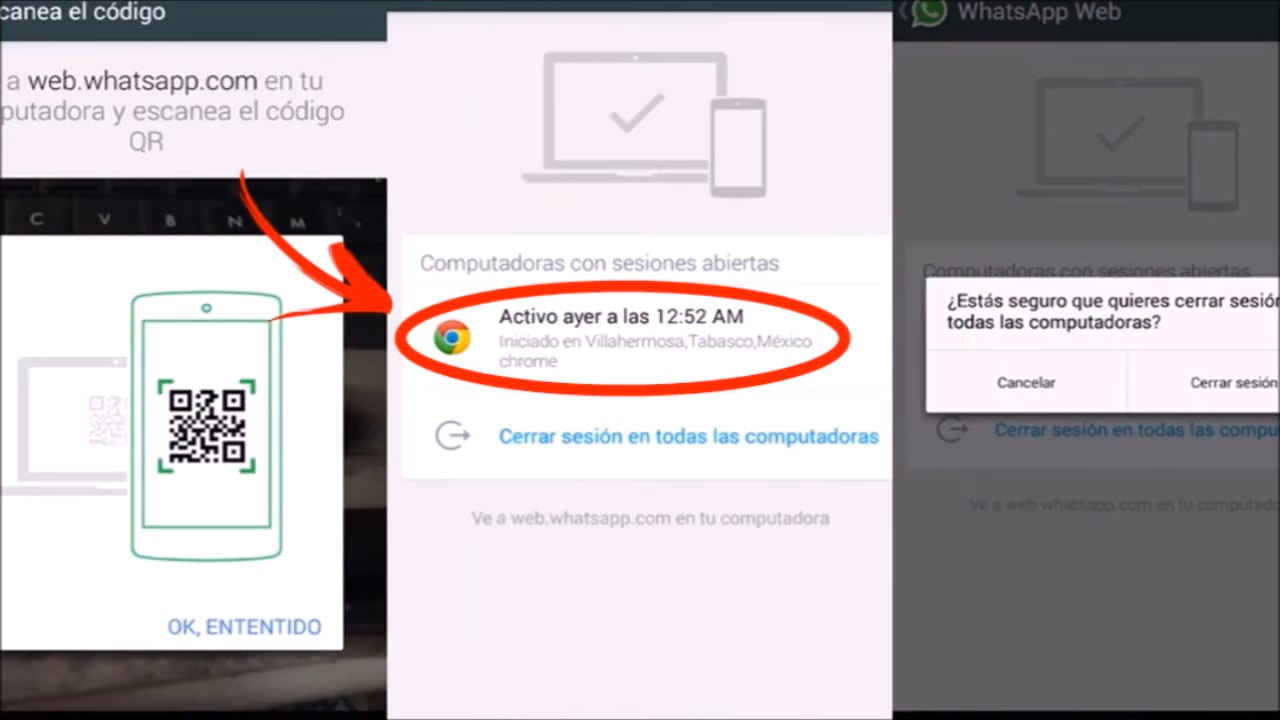 canea el código
a web.whatsapp.com en tu
putadora y escanea el código
QR
C V B N M
OK, ENTENTIDO
Computadoras con sesiones abiertas
Activo ayer a las 12:52 AM
Iniciado en Villahermosa,Tabasco,México
chrome
Cerrar sesión en todas las computadoras
Ve a web.whatsapp.com en tu computadora
WhatsApp Web
Computadoras con sesiones abiertas
¿Estás seguro que quieres cerrar sesión
todas las computadoras?
Cancelar
Cerrar sesión
Cerrar sesión en todas las compu
Ve a web.whatsapp.com en tu computado